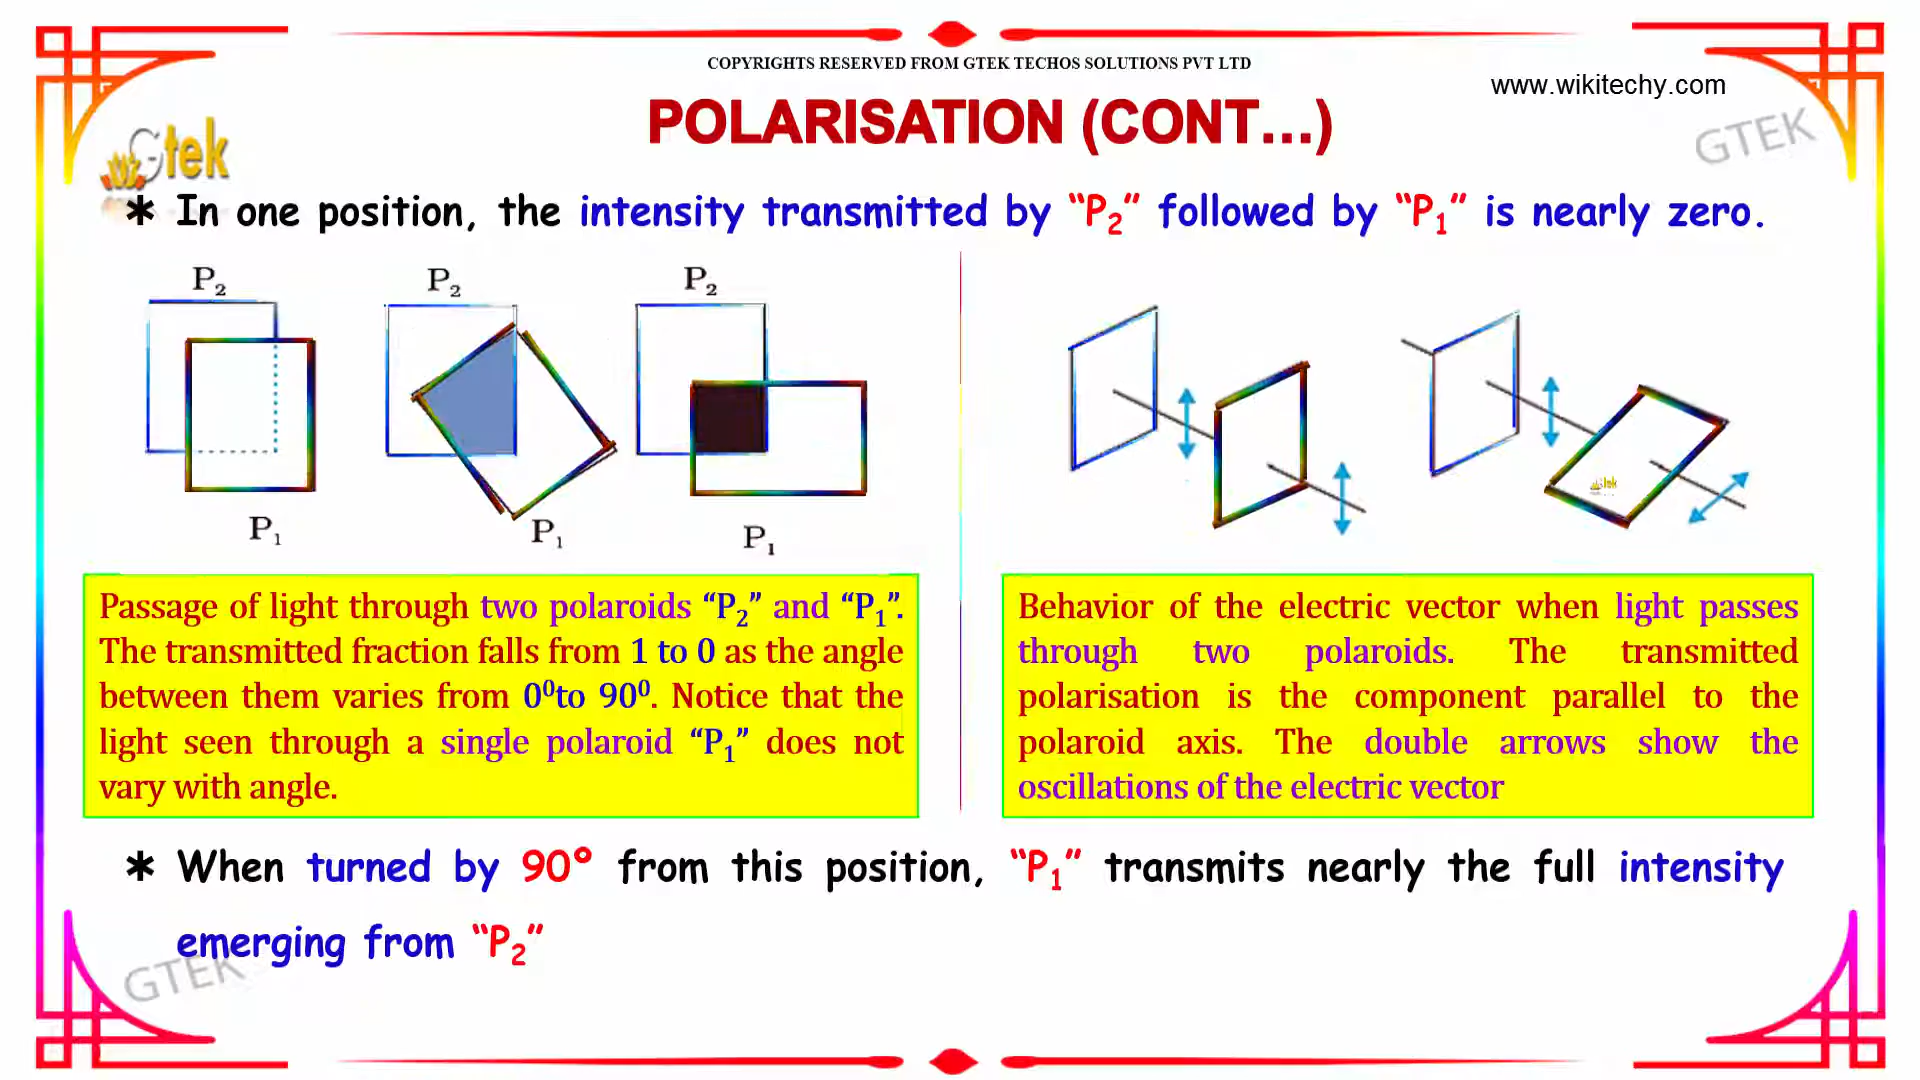 COPYRIGHTS RESERVED FROM GTEK TECHOS SOLUTIONS PVT LTD
www.wikitechy.com
POLARISATION (CONT...)
GTEK
Gtek
* In one position, the intensity transmitted by “P2” followed by “P1” is nearly zero.
P2 P2 P2
P1 P1 P1
tek
Passage of light through two polaroids “P2” and “P1”.
The transmitted fraction falls from 1 to 0 as the angle
between them varies from 0⁰to 90⁰. Notice that the
light seen through a single polaroid “P1” does not
vary with angle.
Behavior of the electric vector when light passes
through two polaroids. The transmitted
polarisation is the component parallel to the
polaroid axis. The double arrows show the
oscillations of the electric vector
* When turned by 90° from this position, “P1” transmits nearly the full intensity
emerging from “P2”
GTEK